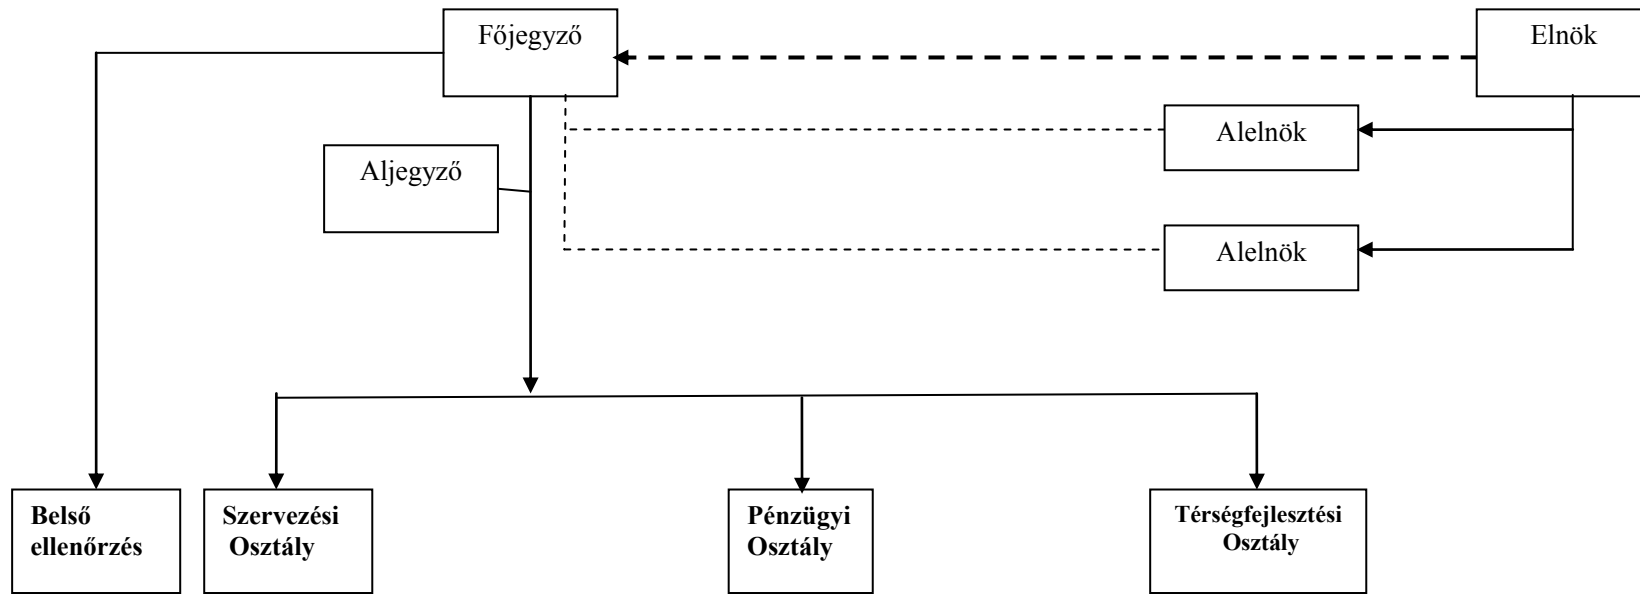 Főjegyző
Elnök
Alelnök
Aljegyző
Alelnök
Belső
ellenőrzés
Szervezési
Osztály
Pénzügyi
Osztály
Térségfejlesztési
Osztály